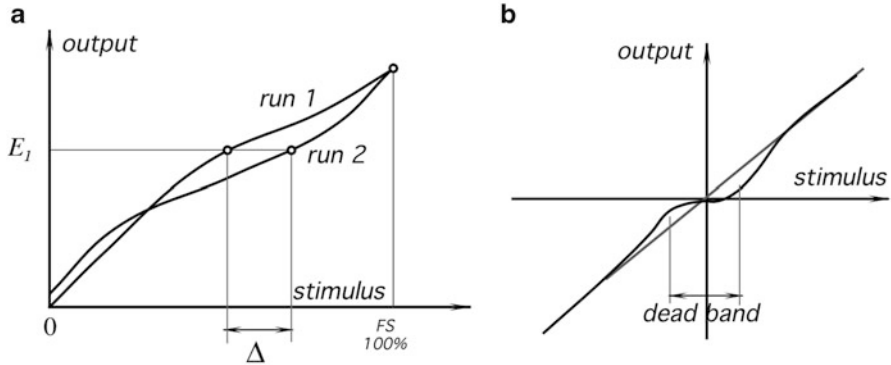 a
output
run 1
E₁
run 2
stimulus
0
FS
100%
Δ
b
output
stimulus
dead band